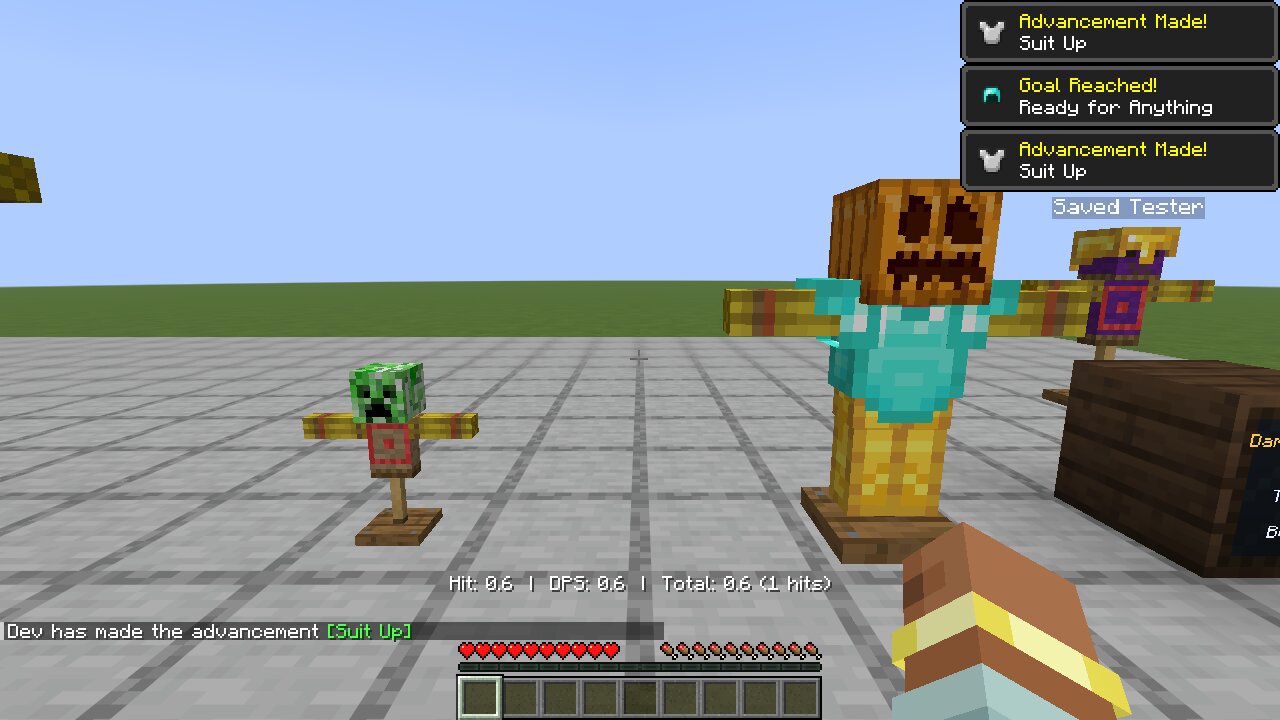 Advancement Made!
Suit Up
Goal Reached!
Ready for Anything
Advancement Made!
Suit Up
Saved Tester
Hit: 0.6 | DPS: 0.6 | Total: 0.6 (1 hits)
Dev has made the advancement [Suit Up]